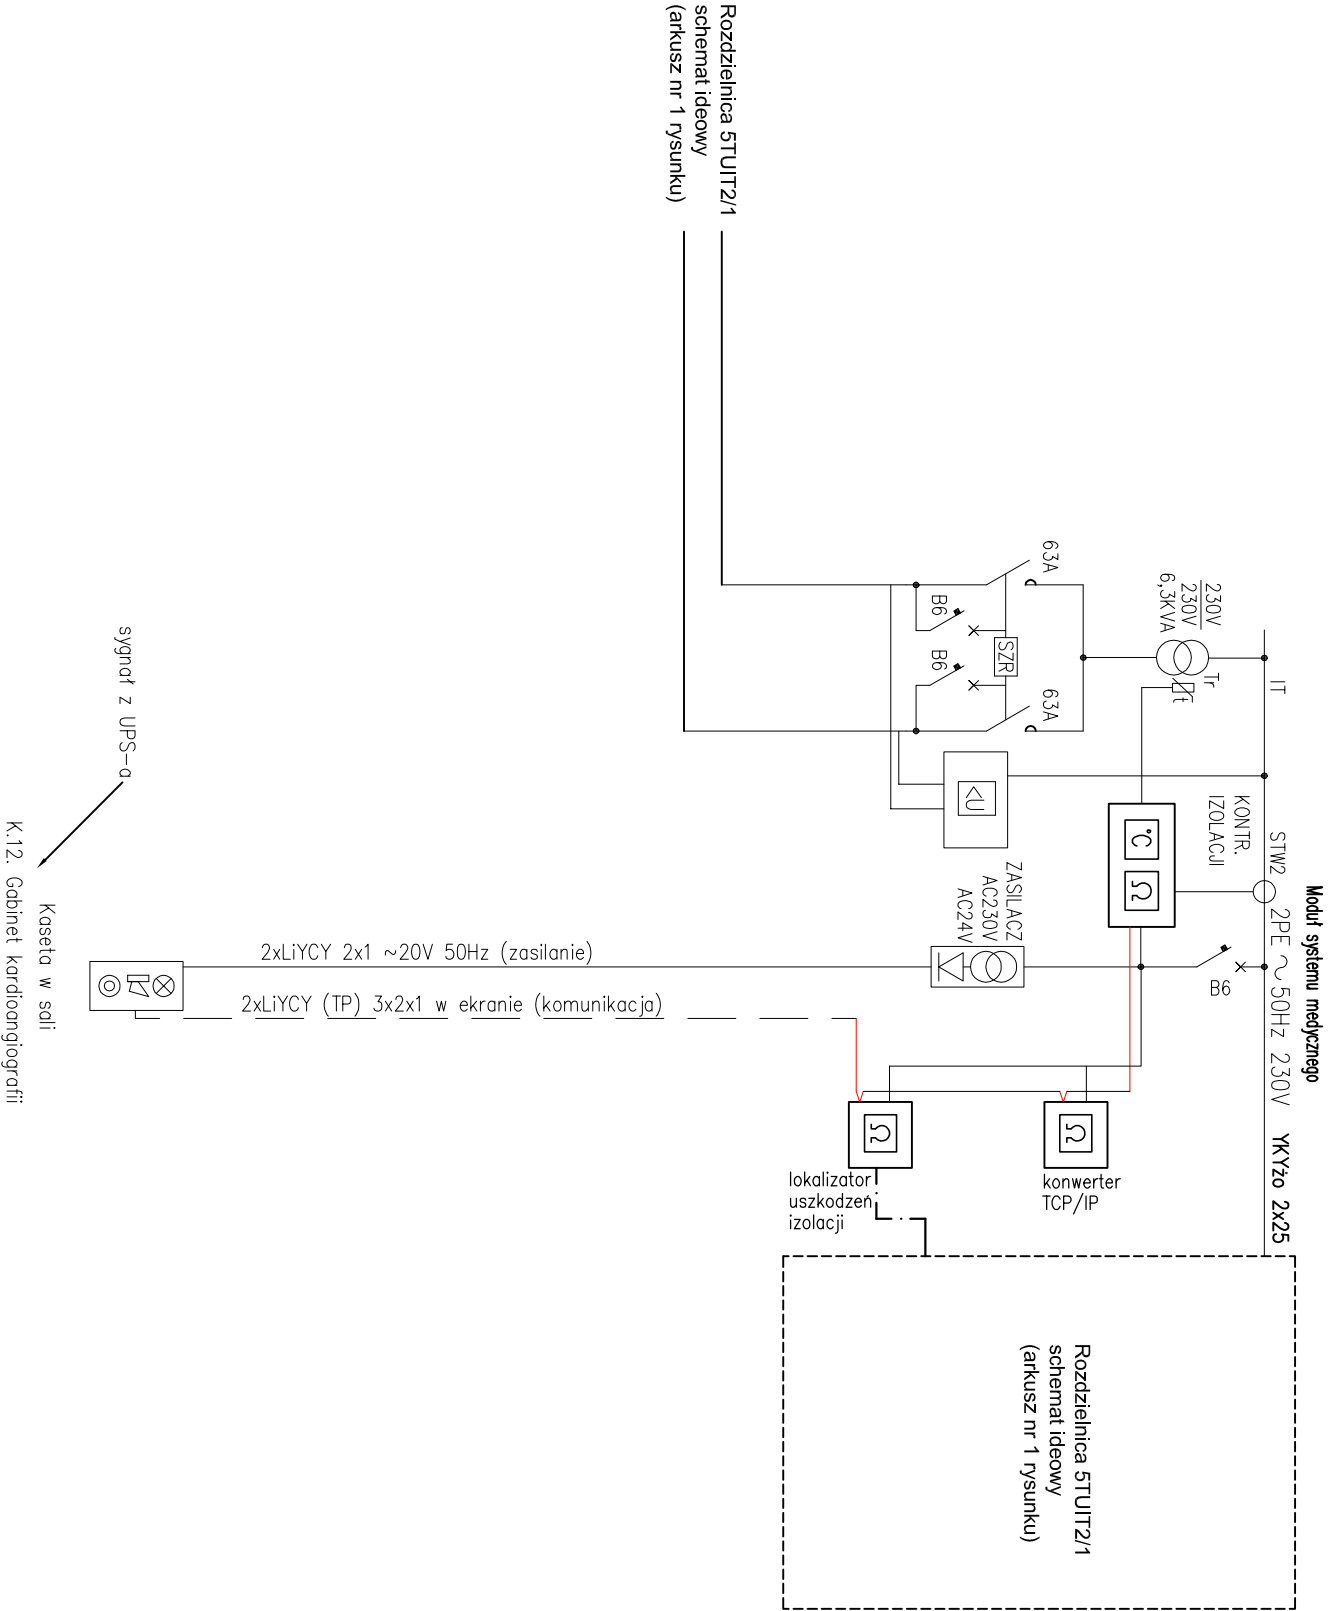 Moduł systemu medycznego
IT
STW2
2PE ~ 50Hz 230V
YKYżo 2x25
230V
230V
6,3KVA
Tr
t
KONTR.
IZOLACJI
°C
Ω
B6
63A
63A
SZR
B6
B6
<U
ZASILACZ
AC230V
AC24V
konwerter
TCP/IP
Ω
lokalizator
uszkodzeń
izolacji
Ω
Rozdzielnica 5TUIT2/1
schemat ideowy
(arkusz nr 1 rysunku)
Rozdzielnica 5TUIT2/1
schemat ideowy
(arkusz nr 1 rysunku)
2xLiYCY 2x1 ~20V 50Hz (zasilanie)
2xLiYCY (TP) 3x2x1 w ekranie (komunikacja)
sygnał z UPS-a
Kaseta w sali
K.12. Gabinet kardioangiografii